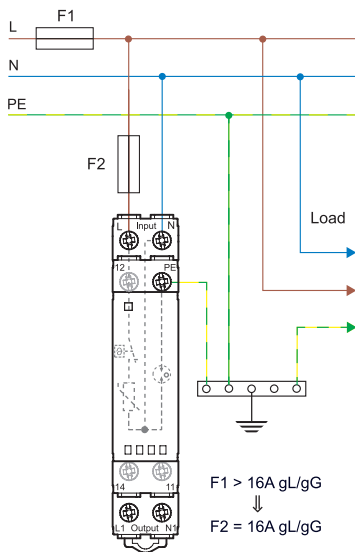 F1
L
N
PE
F2
L Input N
Load
12 PE
14 11
F1 > 16A gL/gG
⇓
L1 Output N1
F2 = 16A gL/gG